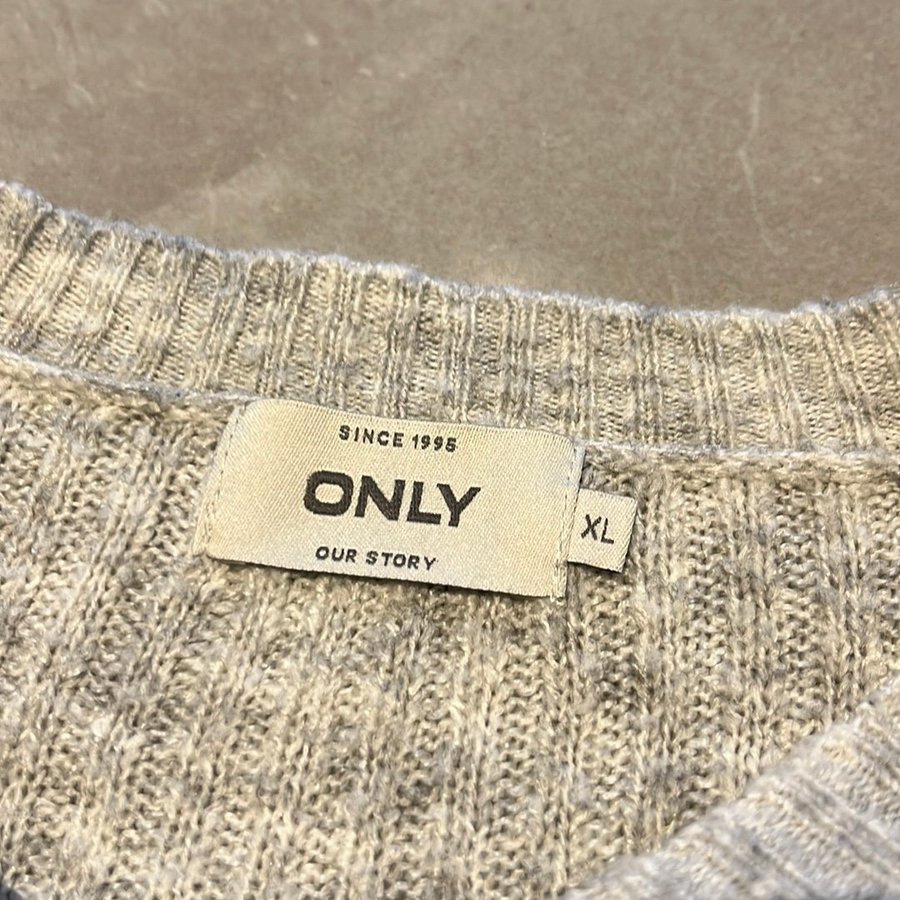 SINCE 1995
ONLY
OUR STORY
XL